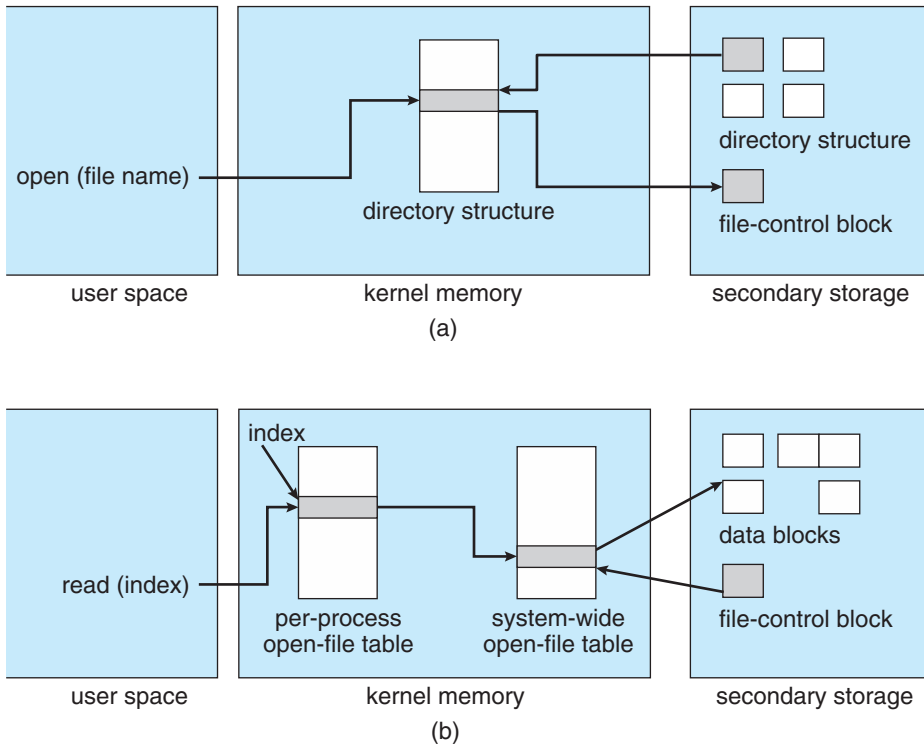 directory structure
open (file name)
directory structure
file-control block
user space
kernel memory
secondary storage
(a)
index
data blocks
read (index)
per-process
open-file table
system-wide
open-file table
file-control block
user space
kernel memory
secondary storage
(b)